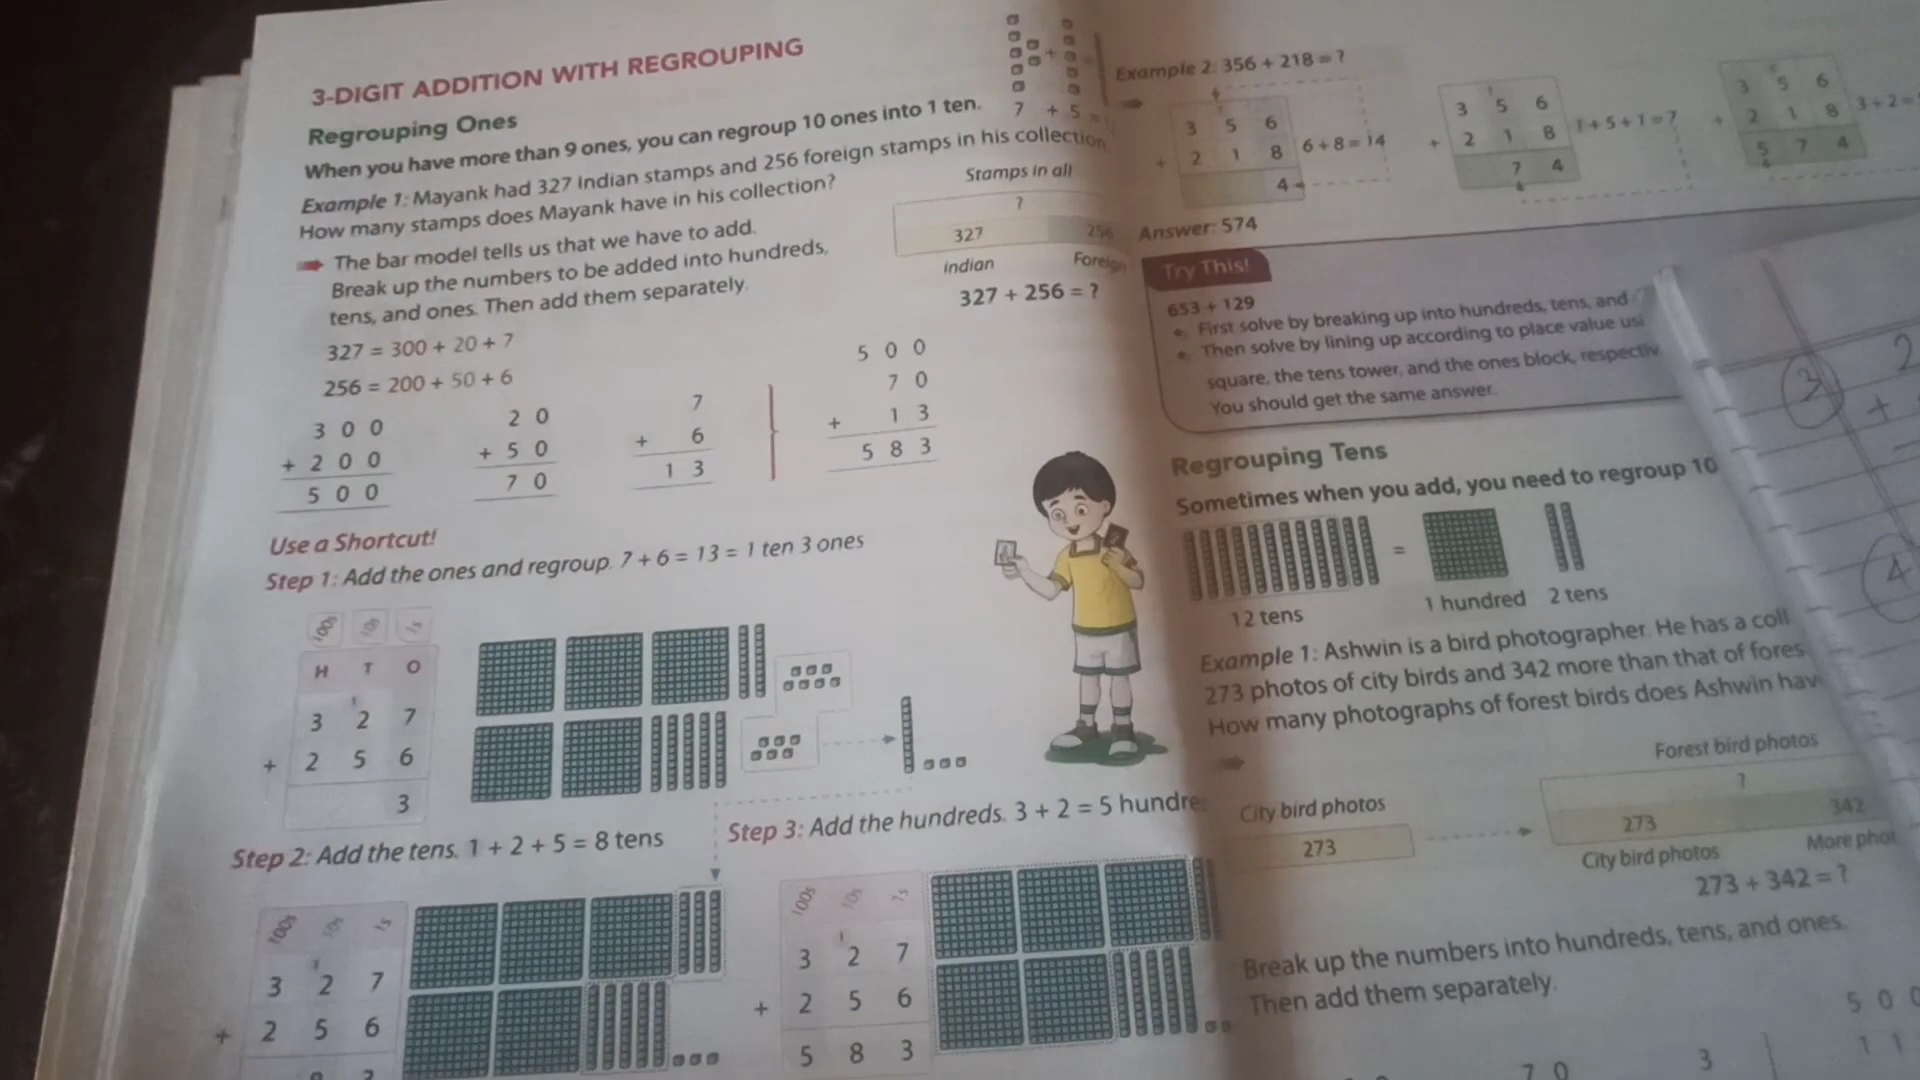 3-DIGIT ADDITION WITH REGROUPING
Regrouping Ones
When you have more than 9 ones, you can regroup 10 ones into 1 ten.
7 + 5 =
Example 1: Mayank had 327 Indian stamps and 256 foreign stamps in his collection
How many stamps does Mayank have in his collection?
Stamps in all
?
327 256
Indian Foreign
327 + 256 = ?
The bar model tells us that we have to add.
Break up the numbers to be added into hundreds,
tens, and ones. Then add them separately.
327 = 300 + 20 + 7
256 = 200 + 50 + 6
3 0 0
+ 2 0 0
5 0 0
2 0
+ 5 0
7 0
7
+ 6
1 3
5 0 0
7 0
+ 1 3
5 8 3
Use a Shortcut!
Step 1: Add the ones and regroup. 7 + 6 = 13 = 1 ten 3 ones
100s 10s 1s
H T O
1
3 2 7
+ 2 5 6
3
Step 2: Add the tens. 1 + 2 + 5 = 8 tens
100s 10s 1s
1
3 2 7
+ 2 5 6
Step 3: Add the hundreds. 3 + 2 = 5
100s 10s 1s
1
3 2 7
+ 2 5 6
5 8 3
Example 2: 356 + 218 = ?
3 5 6
+ 2 1 8
4
6 + 8 = 14
3 5 6
+ 2 1 8
7 4
1 + 5 + 1 = 7
3 5 6
+ 2 1 8
5 7 4
3 + 2 =
Answer: 574
Try This!
653 + 129
First solve by breaking up into hundreds, tens, and
Then solve by lining up according to place value
square, the tens tower, and the ones block,
You should get the same answer.
Regrouping Tens
Sometimes when you add, you need to regroup 10
=
12 tens 1 hundred 2 tens
Example 1: Ashwin is a bird photographer. He has a
273 photos of city birds and 342 more than that of
How many photographs of forest birds does Ashwin
Forest bird photos
?
City bird photos
273
273 342
City bird photos More
273 + 342 = ?
Break up the numbers into hundreds, tens, and ones.
Then add them separately.
5 0
7 0
3
1 1
3 2
+
4